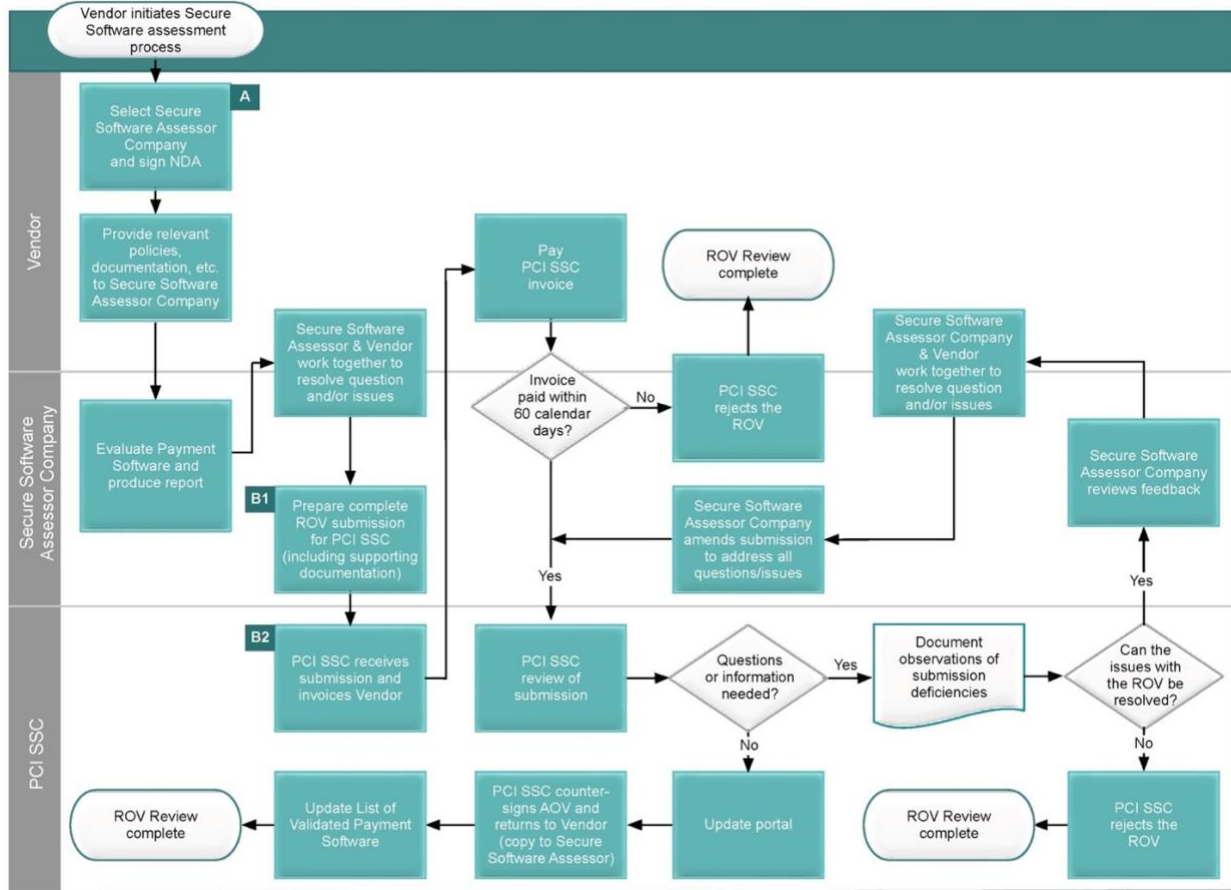 Vendor initiates Secure
Software assessment
process
Vendor
A
Select Secure
Software Assessor
Company
and sign NDA
Provide relevant
policies,
documentation, etc.
to Secure Software
Assessor Company
Pay
PCI SSC
invoice
ROV Review
complete
Secure Software
Assessor & Vendor
work together to
resolve question
and/or issues
Secure Software
Assessor Company
& Vendor
work together to
resolve question
and/or issues
Secure Software
Assessor Company
Evaluate Payment
Software and
produce report
Invoice
paid within
60 calendar
days?
No
PCI SSC
rejects the
ROV
Secure Software
Assessor Company
reviews feedback
B1
Prepare complete
ROV submission
for PCI SSC
(including supporting
documentation)
Secure Software
Assessor Company
amends submission
to address all
questions/issues
Yes
Yes
PCI SSC
B2
PCI SSC receives
submission and
invoices Vendor
PCI SSC
review of
submission
Questions
or information
needed?
Yes
Document
observations of
submission
deficiencies
Can the
issues with
the ROV be
resolved?
No
No
ROV Review
complete
Update List of
Validated Payment
Software
PCI SSC counter-
signs AOV and
returns to Vendor
(copy to Secure
Software Assessor)
Update portal
ROV Review
complete
PCI SSC
rejects the
ROV